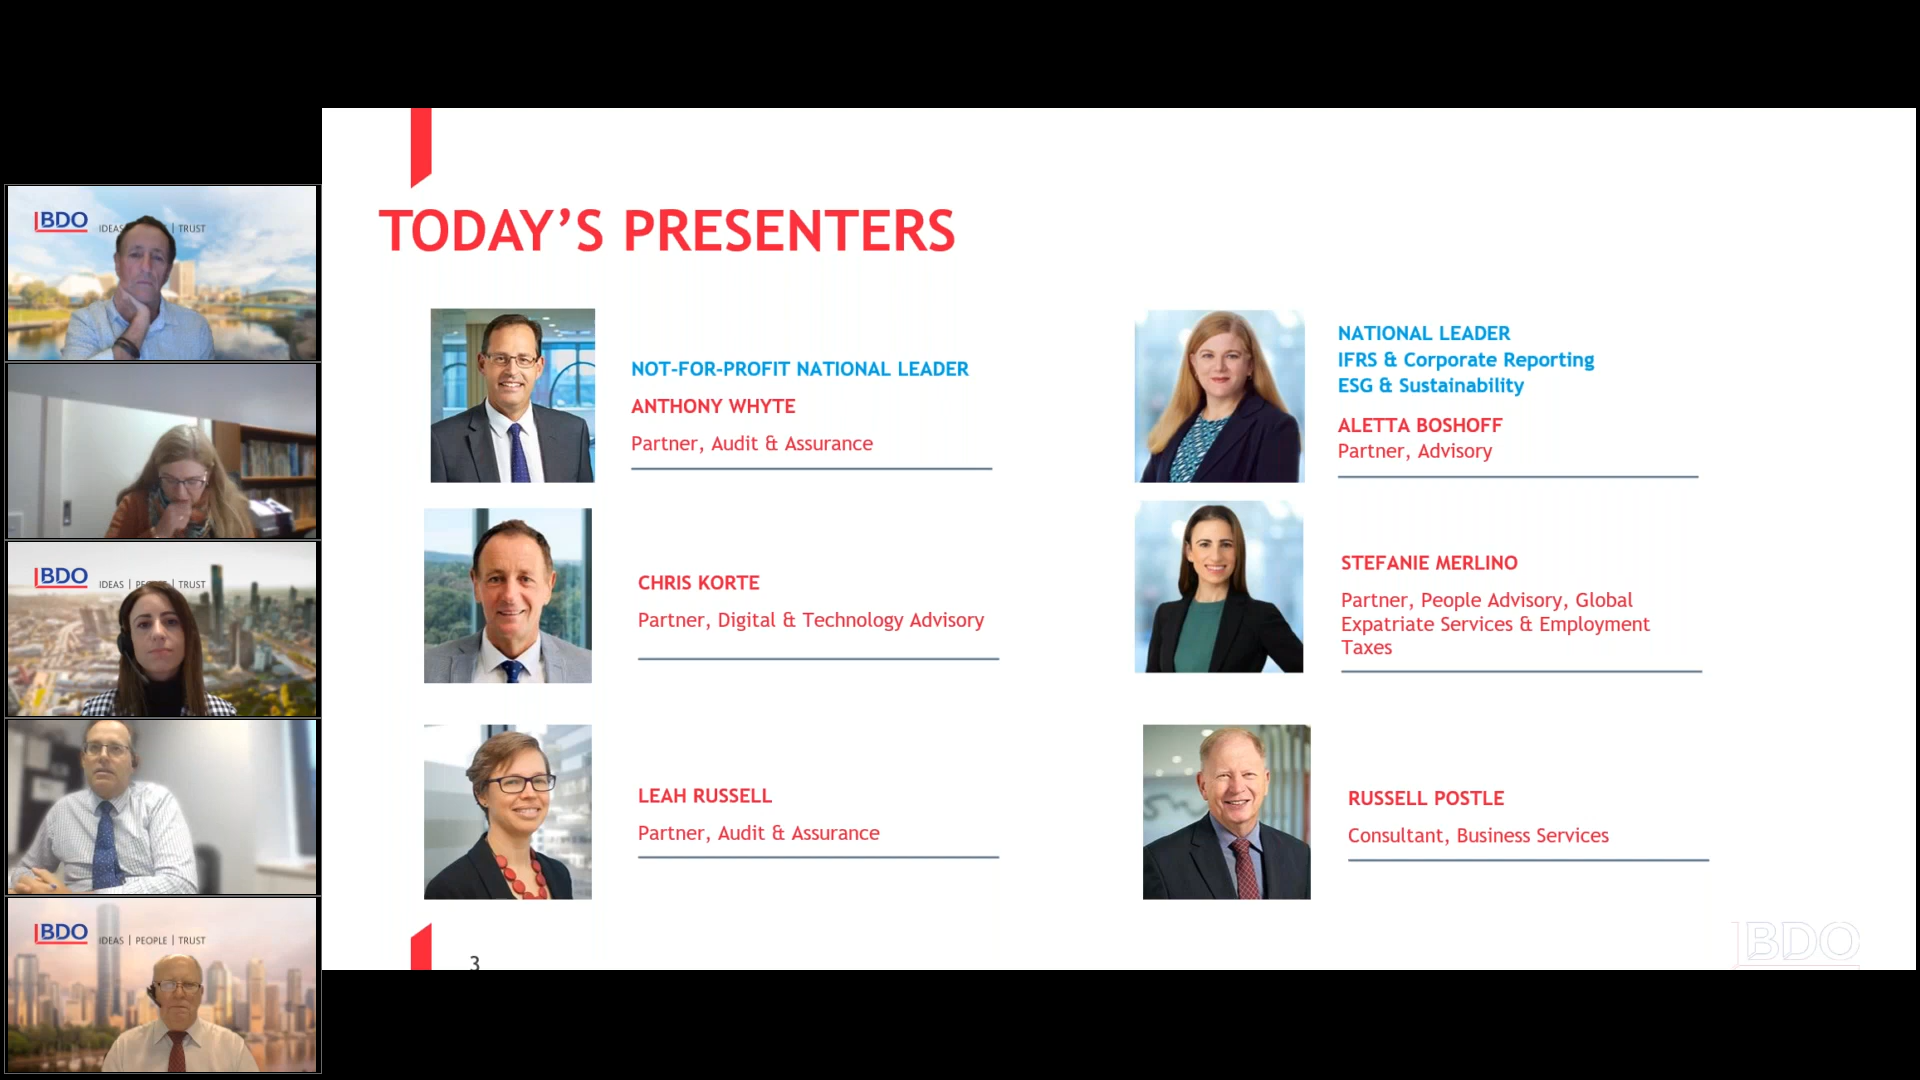 BDO
IDEAS | TRUST
BDO
IDEAS | PEOPLE | TRUST
BDO
IDEAS | PEOPLE | TRUST
TODAY’S PRESENTERS
NOT-FOR-PROFIT NATIONAL LEADER
ANTHONY WHYTE
Partner, Audit & Assurance
NATIONAL LEADER
IFRS & Corporate Reporting
ESG & Sustainability
ALETTA BOSHOFF
Partner, Advisory
CHRIS KORTE
Partner, Digital & Technology Advisory
STEFANIE MERLINO
Partner, People Advisory, Global
Expatriate Services & Employment
Taxes
LEAH RUSSELL
Partner, Audit & Assurance
RUSSELL POSTLE
Consultant, Business Services
3
BDO